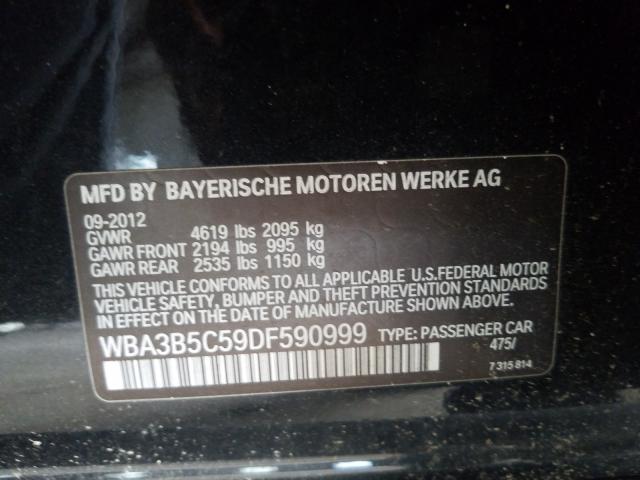 MFD BY BAYERISCHE MOTOREN WERKE AG
09-2012
GVWR 4619 lbs 2095 kg
GAWR FRONT 2194 lbs 995 kg
GAWR REAR 2535 lbs 1150 kg
THIS VEHICLE CONFORMS TO ALL APPLICABLE U.S.FEDERAL MOTOR
VEHICLE SAFETY, BUMPER AND THEFT PREVENTION STANDARDS
IN EFFECT ON THE DATE OF MANUFACTURE SHOWN ABOVE.
WBA3B5C59DF590999 TYPE: PASSENGER CAR
475/
7 315 814